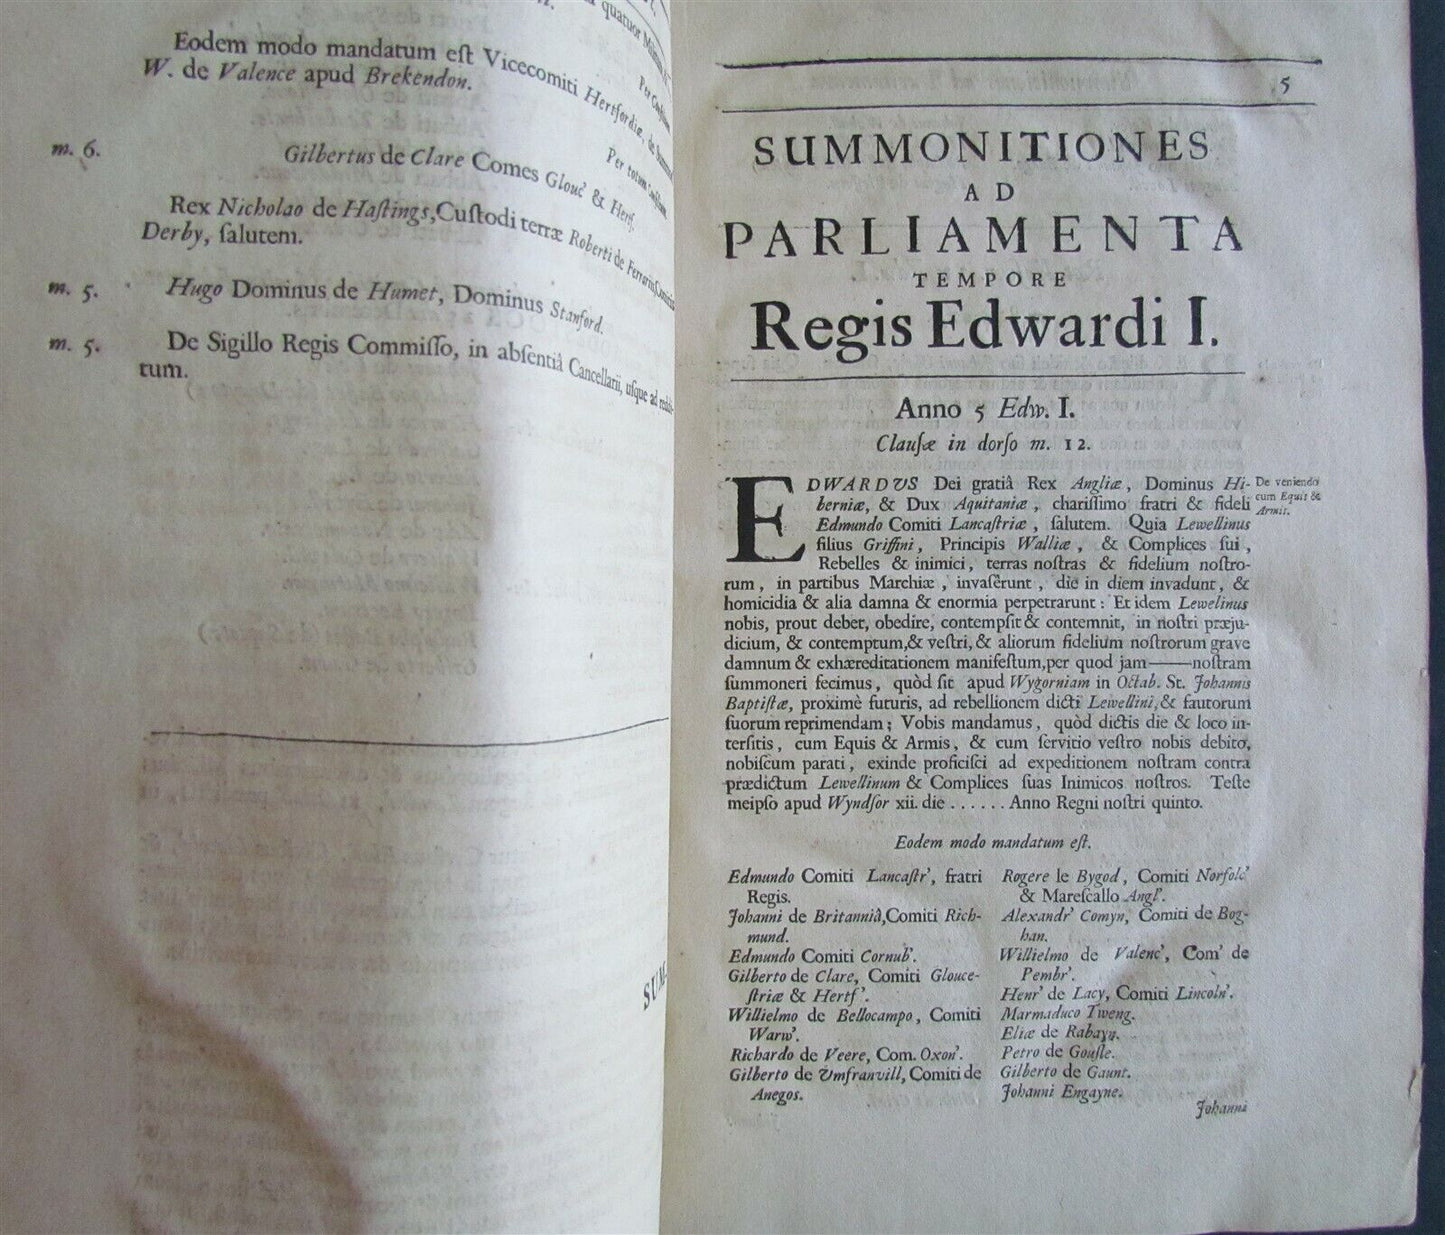 quatuor
Eodem modo mandatum eſt Vicecomiti Hertfordiæ, de
W. de Valence apud Brekendon.
Per
Per totum
m. 6.
Gilbertus de Clare Comes Glouc' & Hertf.
Rex Nicholao de Haſtings, Cuſtodi terræ Roberti de Ferrariis,
Derby, ſalutem.
m. 5.
Hugo Dominus de Humet, Dominus Stanford.
m. 5.
De Sigillo Regis Commiſſo, in abſentiâ Cancellarii, uſque ad
tum.
SUM-
5
SUMMONITIONES
AD
PARLIAMENTA
TEMPORE
Regis Edwardi I.
Anno 5 Edw. I.
Clauſæ in dorſo m. 12.
EDWARDUS Dei gratiâ Rex Angliæ, Dominus Hi-
berniæ, & Dux Aquitaniæ, chariſſimo fratri & fideli
Edmundo Comiti Lancaſtriæ, ſalutem. Quia Lewellinus
filius Griffini, Principis Walliæ, & Complices ſui,
Rebelles & inimici, terras noſtras & fidelium noſtro-
rum, in partibus Marchiæ, invaſêrunt, die in diem invadunt, &
homicidia & alia damna & enormia perpetrarunt: Et idem Lewelinus
nobis, prout debet, obedire, contempſit & contemnit, in noſtri præju-
dicium, & contemptum, & veſtri, & aliorum fidelium noſtrorum grave
damnum & exhæreditationem manifeſtum, per quod jam——noſtram
ſummoneri fecimus, quòd ſit apud Wygorniam in Octab. St. Johannis
Baptiſtæ, proximè futuris, ad rebellionem dicti Lewellini, & fautorum
ſuorum reprimendam; Vobis mandamus, quòd dictis die & loco in-
terſitis, cum Equis & Armis, & cum ſervitio veſtro nobis debito,
nobiſcum parati, exinde proficiſci ad expeditionem noſtram contra
prædictum Lewellinum & Complices ſuas Inimicos noſtros. Teſte
meipſo apud Wyndſor xii. die ...... Anno Regni noſtri quinto.
De veniendo
cum Equis &
Armis.
Eodem modo mandatum eſt.
Edmundo Comiti Lancaſtr', fratri
Regis.
Johanni de Britanniâ, Comiti Rich-
mund.
Edmundo Comiti Cornub'.
Gilberto de Clare, Comiti Glouce-
ſtriæ & Hertf'.
Willielmo de Bellocampo, Comiti
Warw'.
Richardo de Veere, Com. Oxon'.
Gilberto de Umfranvill, Comiti de
Anegos.
Rogere le Bygod, Comiti Norfolc'
& Mareſcallo Angl'.
Alexandr' Comyn, Comiti de Bog-
han.
Willielmo de Valenc', Com' de
Pembr'.
Henr' de Lacy, Comiti Lincoln'.
Marmaduco Tweng.
Eliæ de Rabayn.
Petro de Gouſle.
Gilberto de Gaunt.
Johanni Engayne.
Johanni